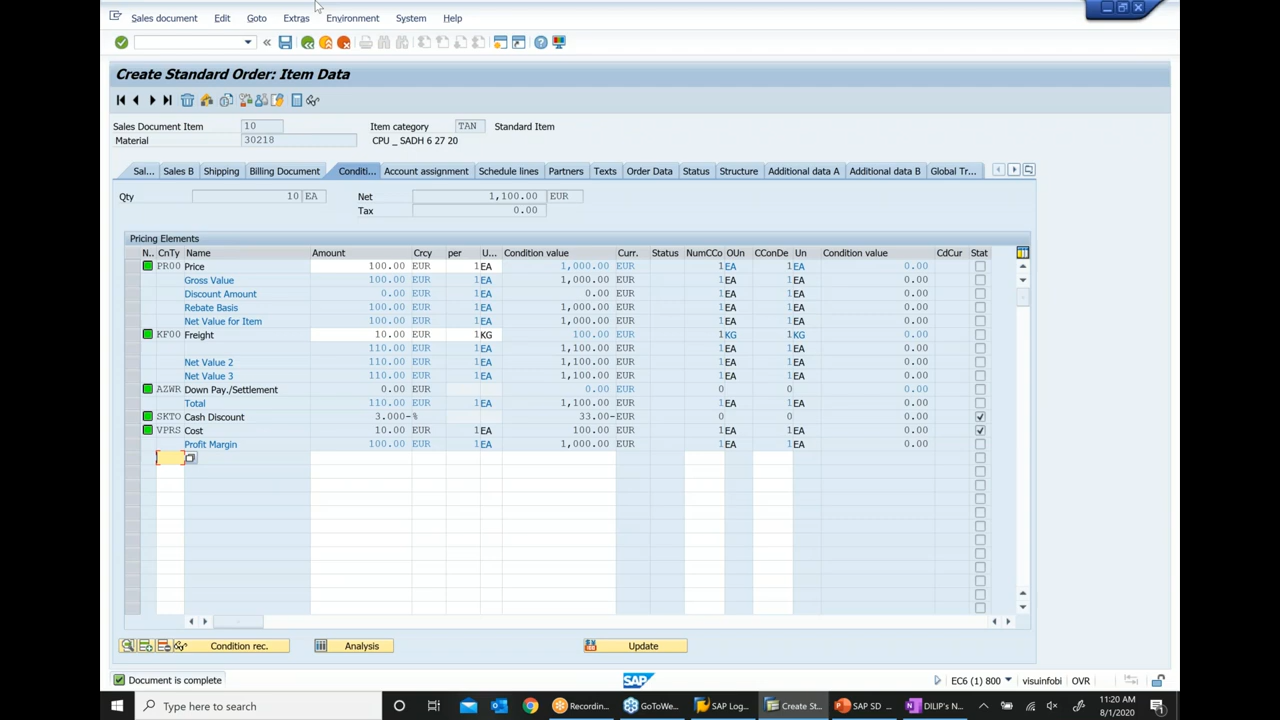 Sales document Edit Goto Extras Environment System Help
Create Standard Order: Item Data
Sales Document Item 10 Item category TAN Standard Item
Material 30218 CPU _ SADH 6 27 20
Sal... Sales B Shipping Billing Document Conditi... Account assignment Schedule lines Partners Texts Order Data Status Structure Additional data A Additional data B Global Tr...
Qty 10 EA Net 1,100.00 EUR
Tax 0.00
Pricing Elements
N.. CnTy Name Amount Crcy per U... Condition value Curr. Status NumCCo OUn CConDe Un Condition value CdCur Stat
PR00 Price 100.00 EUR 1 EA 1,000.00 EUR 1 EA 1 EA 0.00
Gross Value 100.00 EUR 1 EA 1,000.00 EUR 1 EA 1 EA 0.00
Discount Amount 0.00 EUR 1 EA 0.00 EUR 1 EA 1 EA 0.00
Rebate Basis 100.00 EUR 1 EA 1,000.00 EUR 1 EA 1 EA 0.00
Net Value for Item 100.00 EUR 1 EA 1,000.00 EUR 1 EA 1 EA 0.00
KF00 Freight 10.00 EUR 1 KG 100.00 EUR 1 KG 1 KG 0.00
110.00 EUR 1 EA 1,100.00 EUR 1 EA 1 EA 0.00
Net Value 2 110.00 EUR 1 EA 1,100.00 EUR 1 EA 1 EA 0.00
Net Value 3 110.00 EUR 1 EA 1,100.00 EUR 1 EA 1 EA 0.00
AZWR Down Pay./Settlement 0.00 EUR 0.00 EUR 0 0 0.00
Total 110.00 EUR 1 EA 1,100.00 EUR 1 EA 1 EA 0.00
SKTO Cash Discount 3.000- % 33.00- EUR 0 0 0.00
VPRS Cost 10.00 EUR 1 EA 100.00 EUR 1 EA 1 EA 0.00
Profit Margin 100.00 EUR 1 EA 1,000.00 EUR 1 EA 1 EA 0.00
Condition rec. Analysis Update
Document is complete SAP EC6 (1) 800 visuinfobi OVR
Type here to search Recordin... GoToWe... SAP Log... Create St... SAP SD ... DILIP's N... 11:20 AM
8/1/2020 1